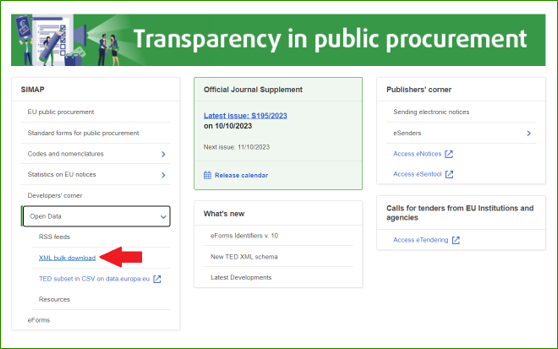 Transparency in public procurement
SIMAP
EU public procurement
Standard forms for public procurement
Codes and nomenclatures
Statistics on EU notices
Developers' corner
Open Data
RSS feeds
XML bulk download
TED subset in CSV on data.europa.eu
Resources
eForms
Official Journal Supplement
Latest issue: S195/2023
on 10/10/2023
Next issue: 11/10/2023
Release calendar
What's new
eForms Identifiers v. 10
New TED XML schema
Latest Developments
Publishers' corner
Sending electronic notices
eSenders
Access eNotices
Access eSentool
Calls for tenders from EU Institutions and
agencies
Access eTendering